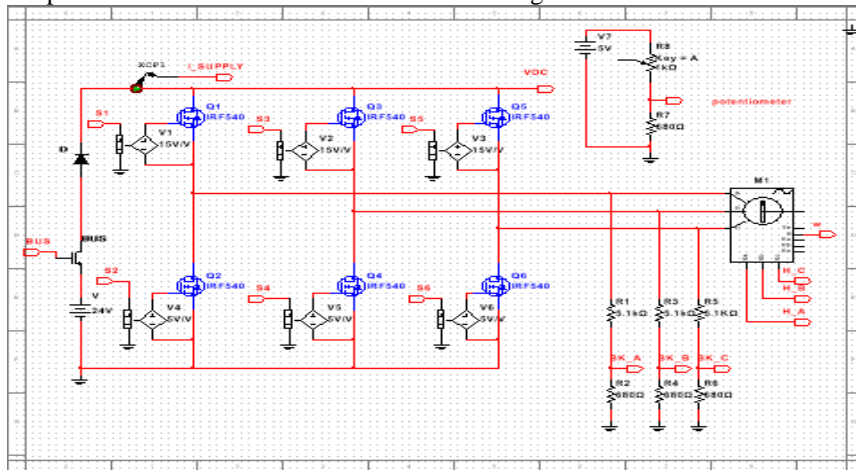 XCP1
I_SUPPLY
VDC
V7
5V
R8
Key = A
1kΩ
potentiometer
R7
680Ω
S1
V1
15V/V
Q1
IRF540
S3
V2
15V/V
Q3
IRF540
S5
V3
15V/V
Q5
IRF540
D
M1
w
BUS
BUS
V
24V
S2
V4
5V/V
Q2
IRF540
S4
V5
5V/V
Q4
IRF540
S6
V6
5V/V
Q6
IRF540
H_C
H_B
H_A
R1
5.1kΩ
R3
5.1kΩ
R5
5.1KΩ
BK_A
BK_B
BK_C
R2
680Ω
R4
680Ω
R6
680Ω